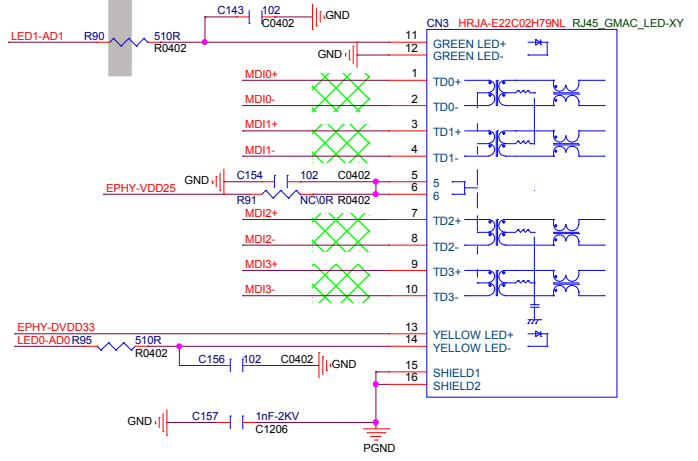 C143 102 GND
C0402
CN3 HRJA-E22C02H79NL RJ45_GMAC_LED-XY
LED1-AD1 R90 510R
R0402
11 GREEN LED+
GND 12 GREEN LED-
MDI0+ 1 TD0+
MDI0- 2 TD0-
MDI1+ 3 TD1+
MDI1- 4 TD1-
GND C154 102 C0402 5 5
EPHY-VDD25 R91 NC\0R R0402 6 6
MDI2+ 7 TD2+
MDI2- 8 TD2-
MDI3+ 9 TD3+
MDI3- 10 TD3-
EPHY-DVDD33 13 YELLOW LED+
LED0-AD0 R95 510R 14 YELLOW LED-
R0402
C156 102 C0402 GND
15 SHIELD1
16 SHIELD2
GND C157 1nF-2KV
C1206
PGND